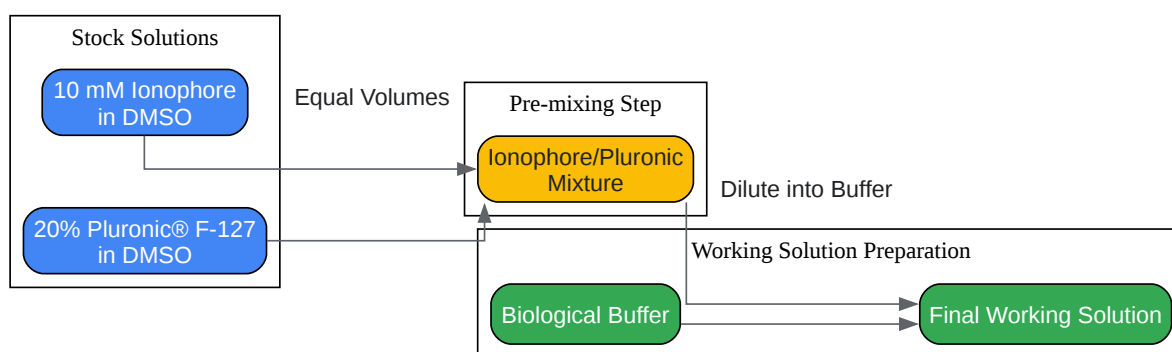 Stock Solutions
10 mM Ionophore
in DMSO
20% Pluronic® F-127
in DMSO
Equal Volumes
Pre-mixing Step
Ionophore/Pluronic
Mixture
Dilute into Buffer
Working Solution Preparation
Biological Buffer
Final Working Solution